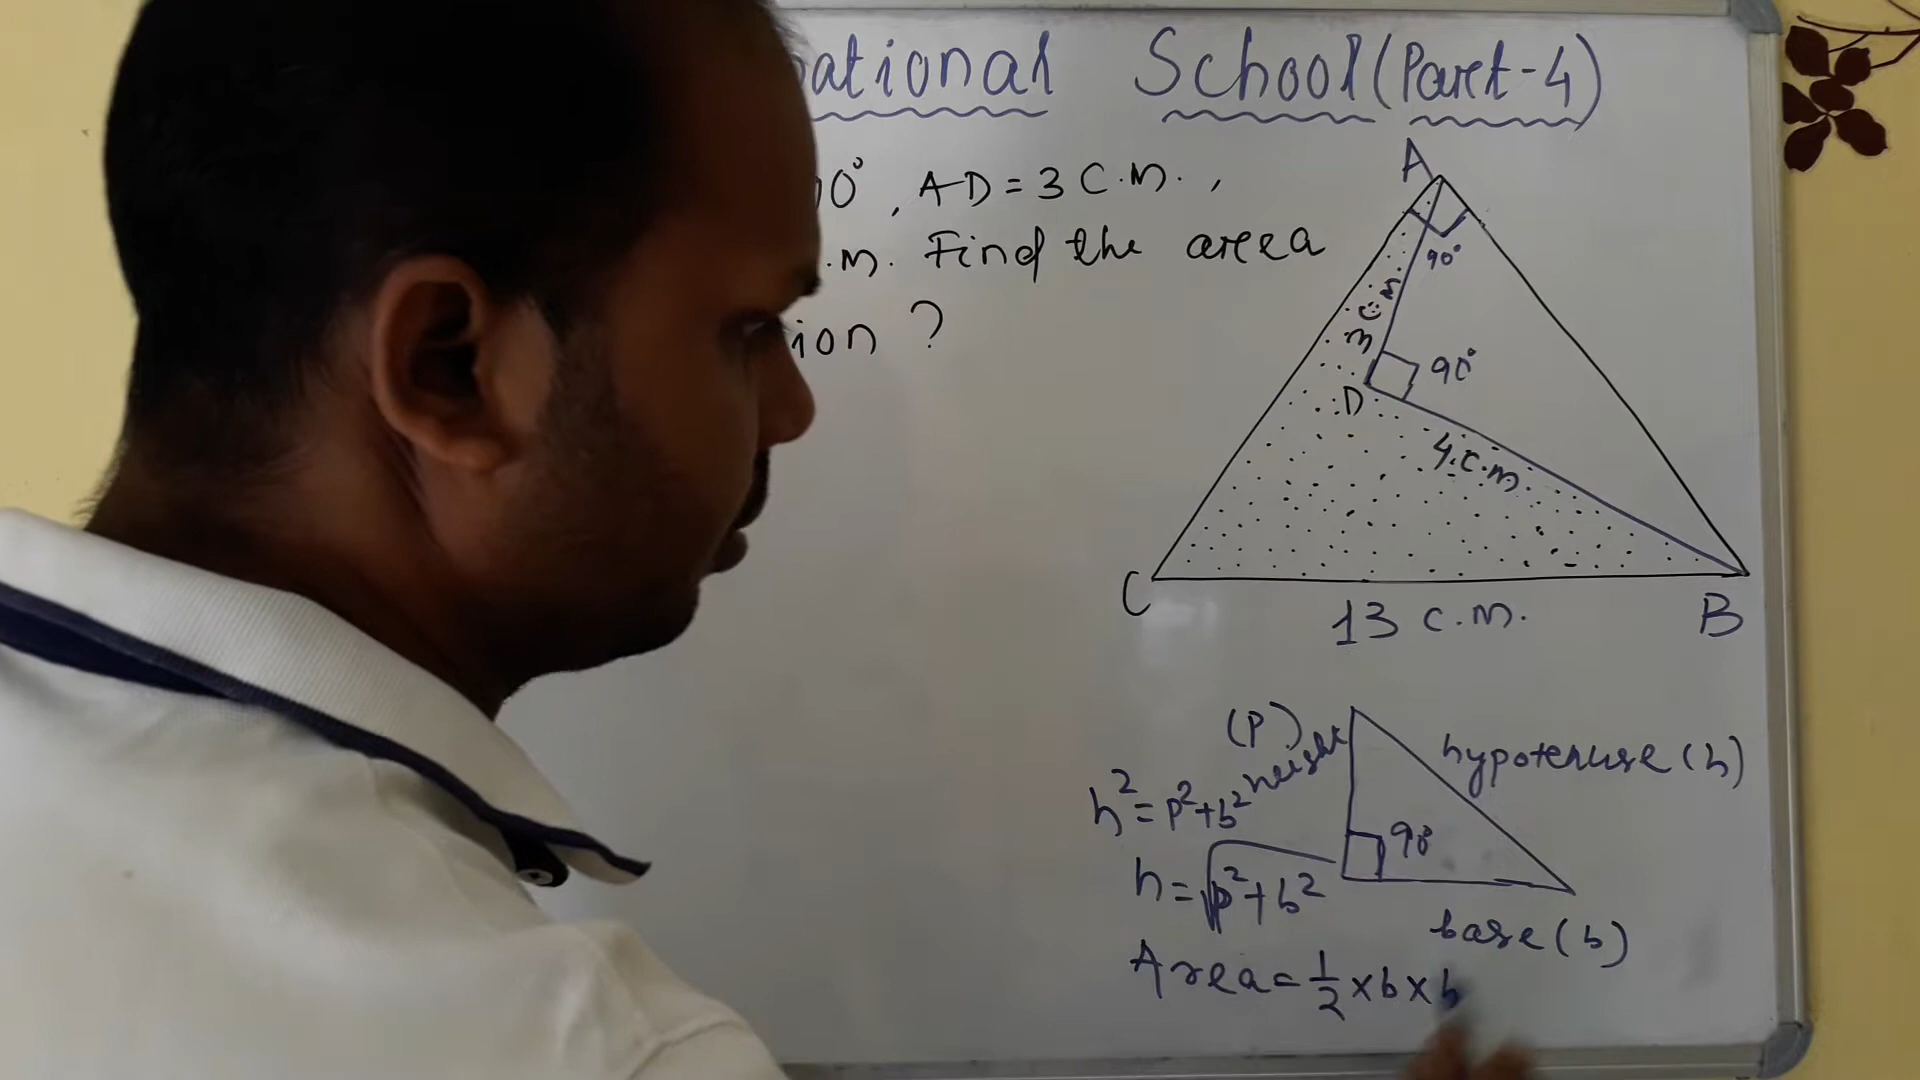 ational School (Part-4)
0°, AD = 3 C.M.,
.m. Find the area
ion ?
A
90°
3 C.M.
90°
D
4.C.m.
C
13 C.M.
B
(P)
height
hypotenuse (h)
h² = p² + b²
90°
h = √p² + b²
base (b)
Area = 1/2 × b ×